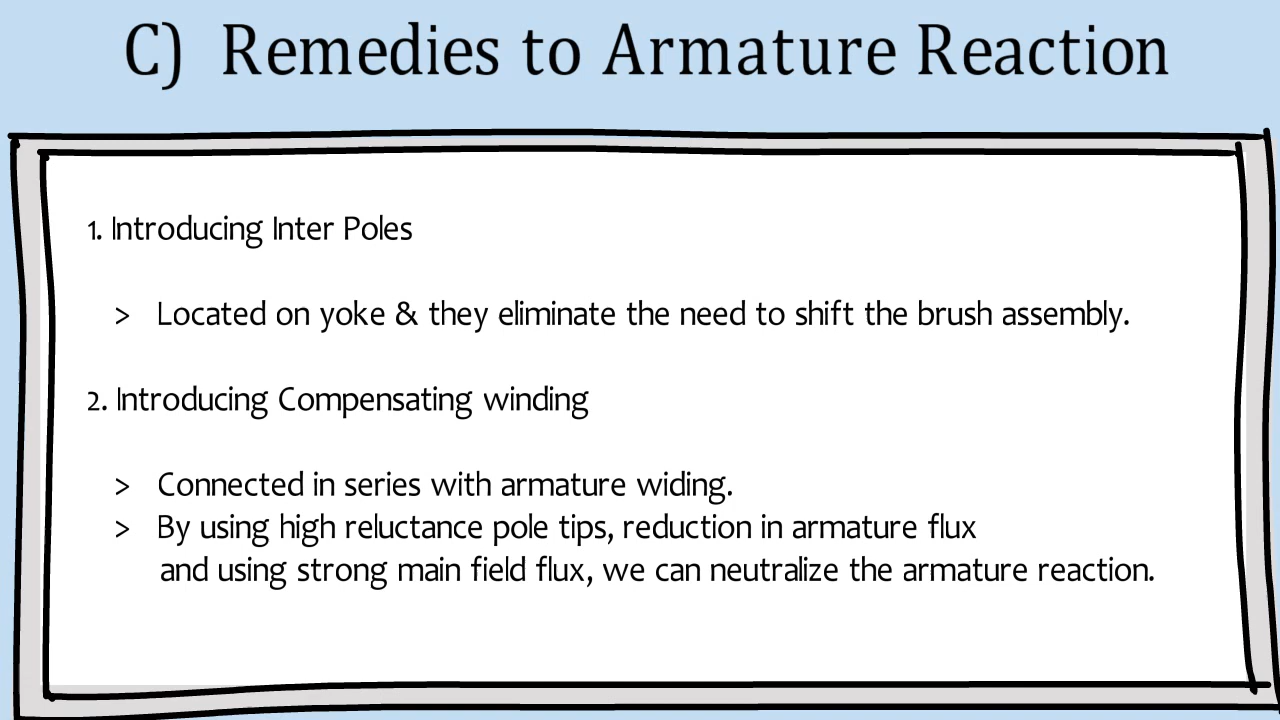 C) Remedies to Armature Reaction
1. Introducing Inter Poles
> Located on yoke & they eliminate the need to shift the brush assembly.
2. Introducing Compensating winding
> Connected in series with armature widing.
> By using high reluctance pole tips, reduction in armature flux
and using strong main field flux, we can neutralize the armature reaction.